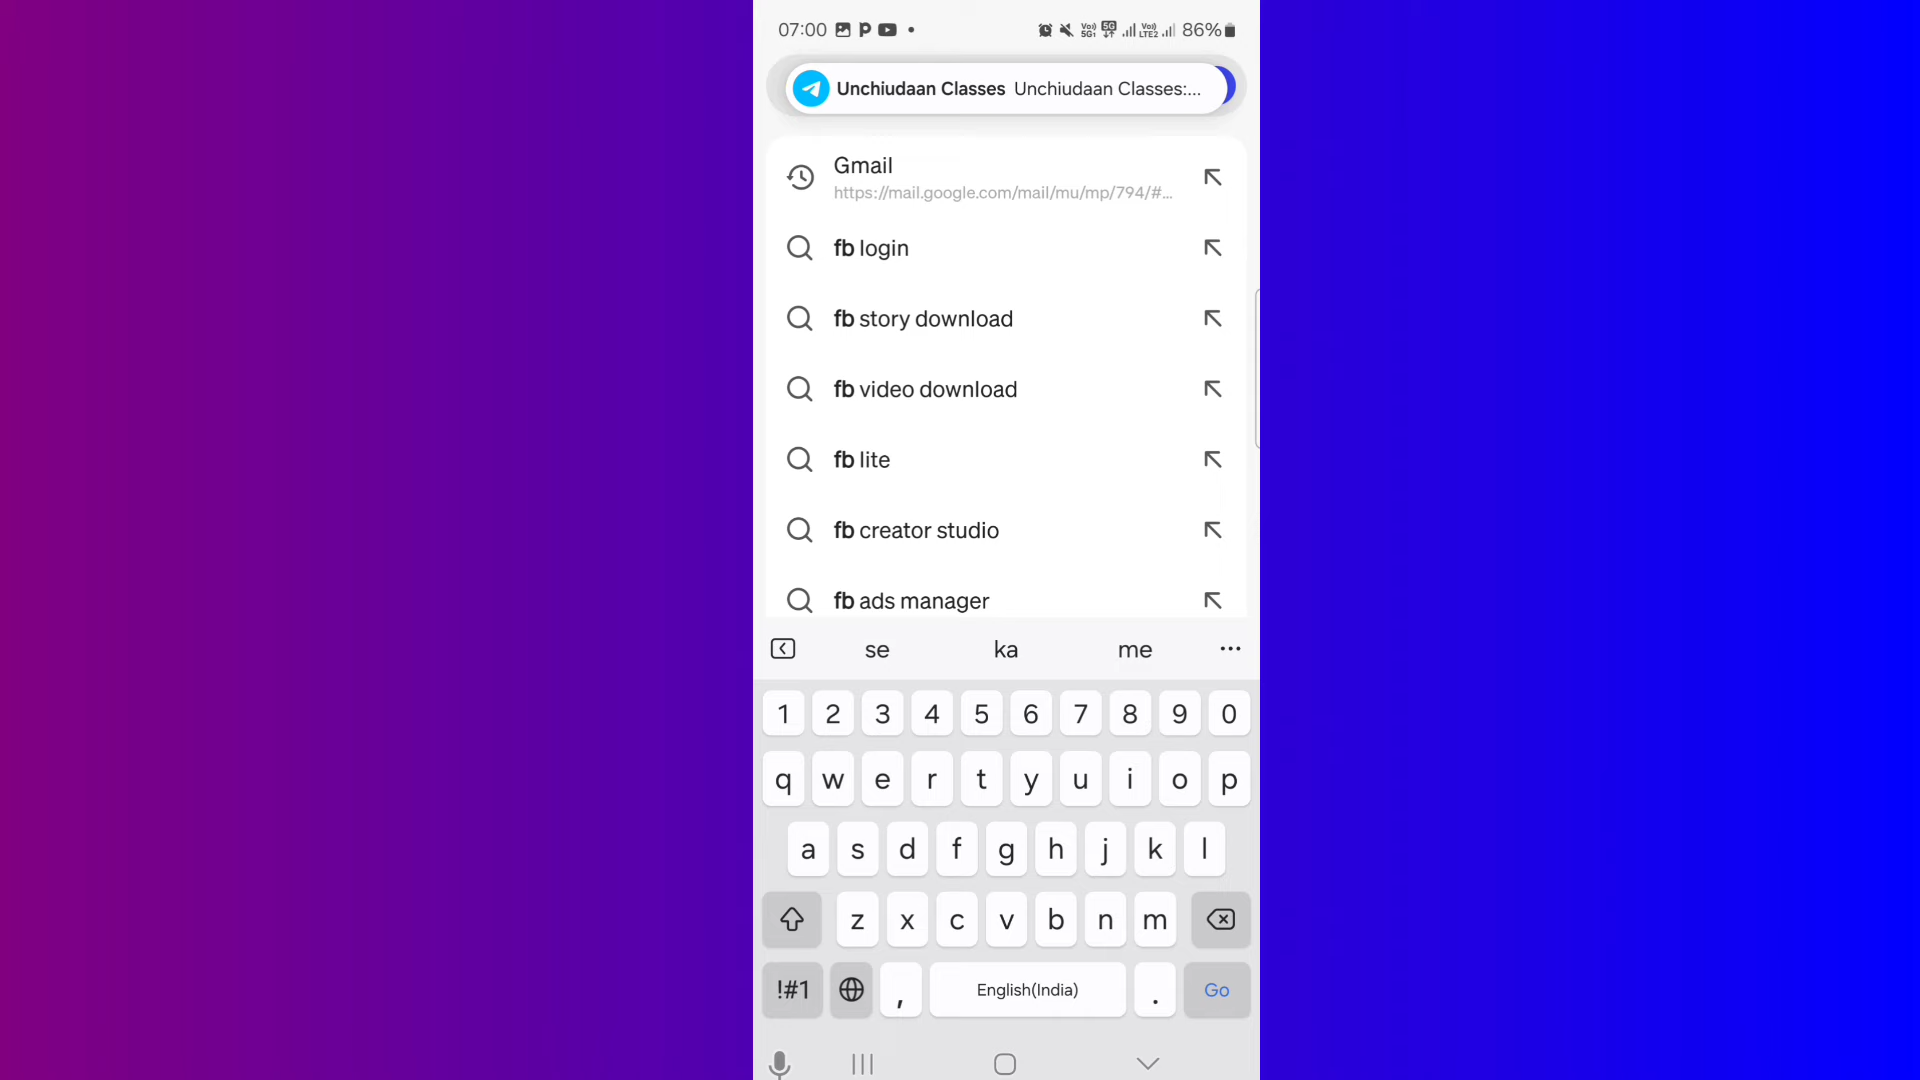 07:00 86%
Unchiudaan Classes Unchiudaan Classes:...
Gmail
https://mail.google.com/mail/mu/mp/794/#...
fb login
fb story download
fb video download
fb lite
fb creator studio
fb ads manager
se ka me
1 2 3 4 5 6 7 8 9 0
q w e r t y u i o p
a s d f g h j k l
z x c v b n m
!#1 , English(India) . Go